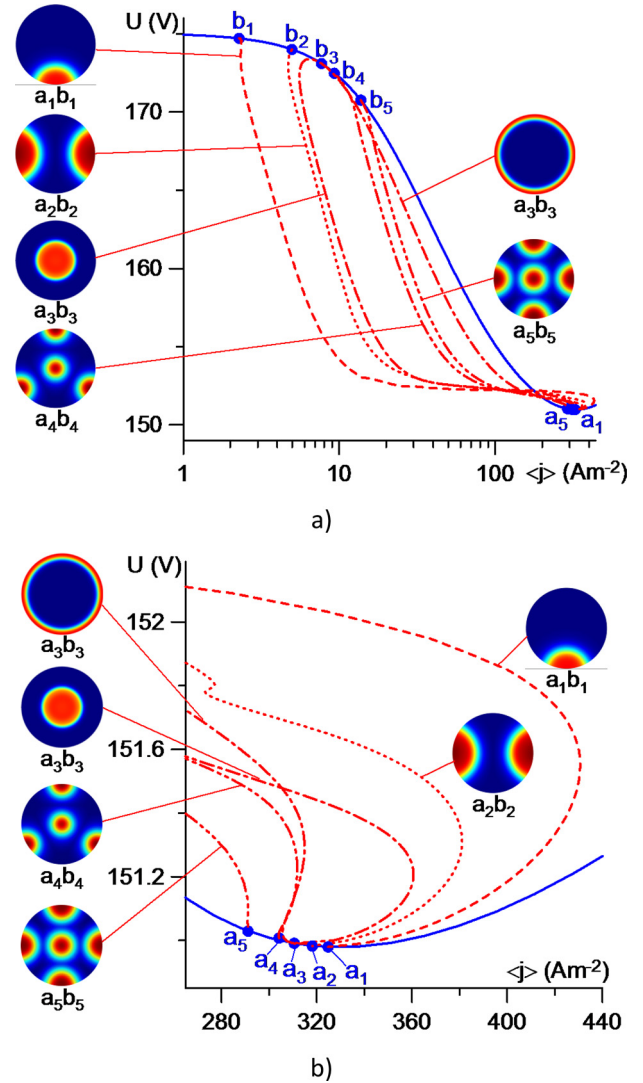 U (V)
b1
b2
b3
b4
b5
170
160
150
a1b1
a2b2
a3b3
a4b4
a3b3
a5b5
a5
a1
1
10
100
<j> (Am-2)
a)
U (V)
152
151.6
151.2
a3b3
a3b3
a4b4
a5b5
a1b1
a2b2
a5
a4
a3
a2
a1
<j> (Am-2)
280
320
360
400
440
b)